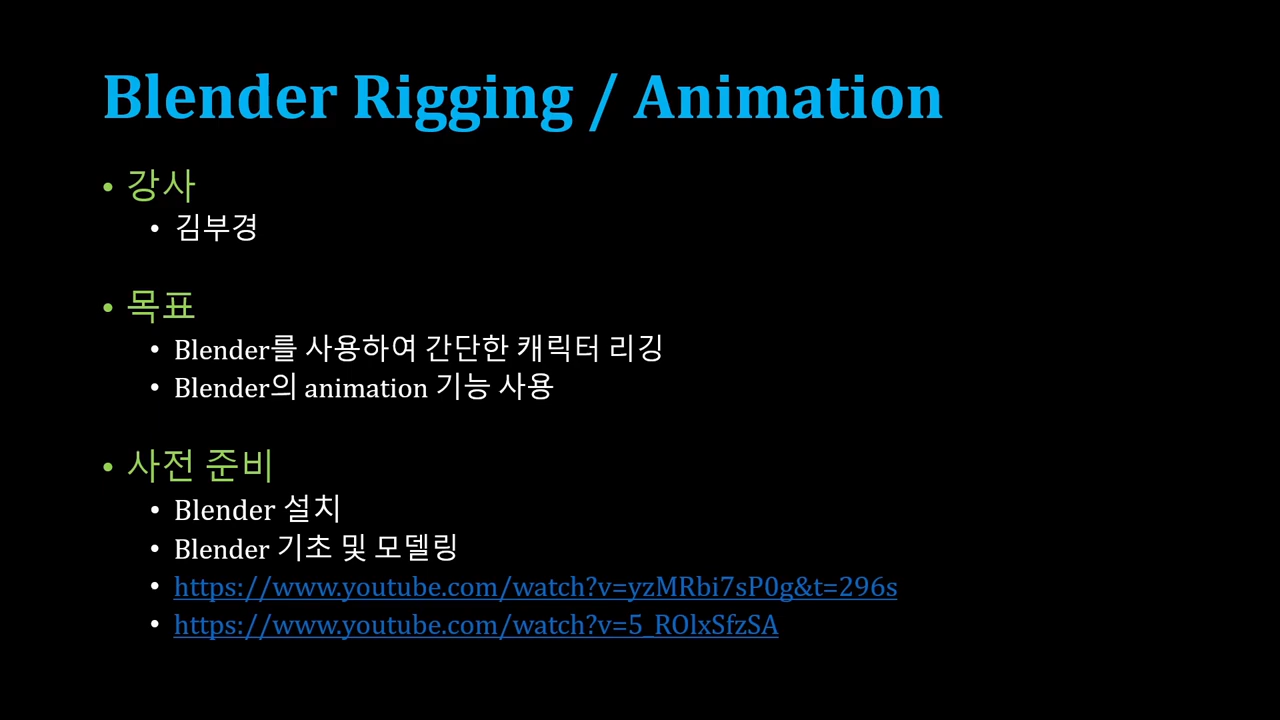 Blender Rigging / Animation
• 강사
• 김부경
• 목표
• Blender를 사용하여 간단한 캐릭터 리깅
• Blender의 animation 기능 사용
• 사전 준비
• Blender 설치
• Blender 기초 및 모델링
• https://www.youtube.com/watch?v=yzMRbi7sP0g&t=296s
• https://www.youtube.com/watch?v=5_ROlxSfzSA